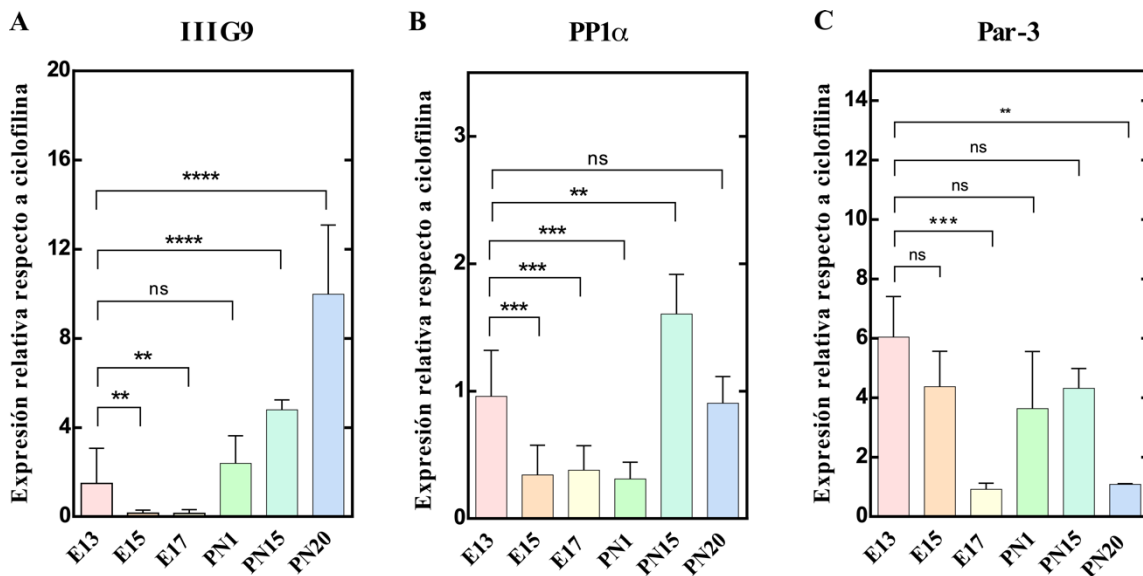 A
IIIG9
Expresión relativa respecto a ciclofilina
20
16
12
8
4
0
****
****
ns
**
**
E13
E15
E17
PN1
PN15
PN20
B
PP1α
Expresión relativa respecto a ciclofilina
3
2
1
0
ns
**
***
***
***
E13
E15
E17
PN1
PN15
PN20
C
Par-3
Expresión relativa respecto a ciclofilina
14
12
10
8
6
4
2
0
**
ns
ns
***
ns
E13
E15
E17
PN1
PN15
PN20